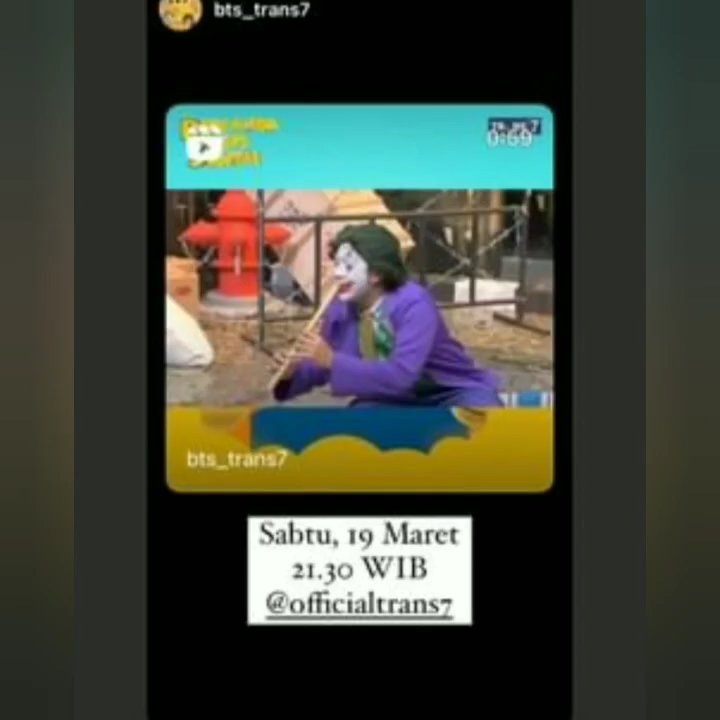 bts_trans7
0:59
bts_trans7
Sabtu, 19 Maret
21.30 WIB
@officialtrans7